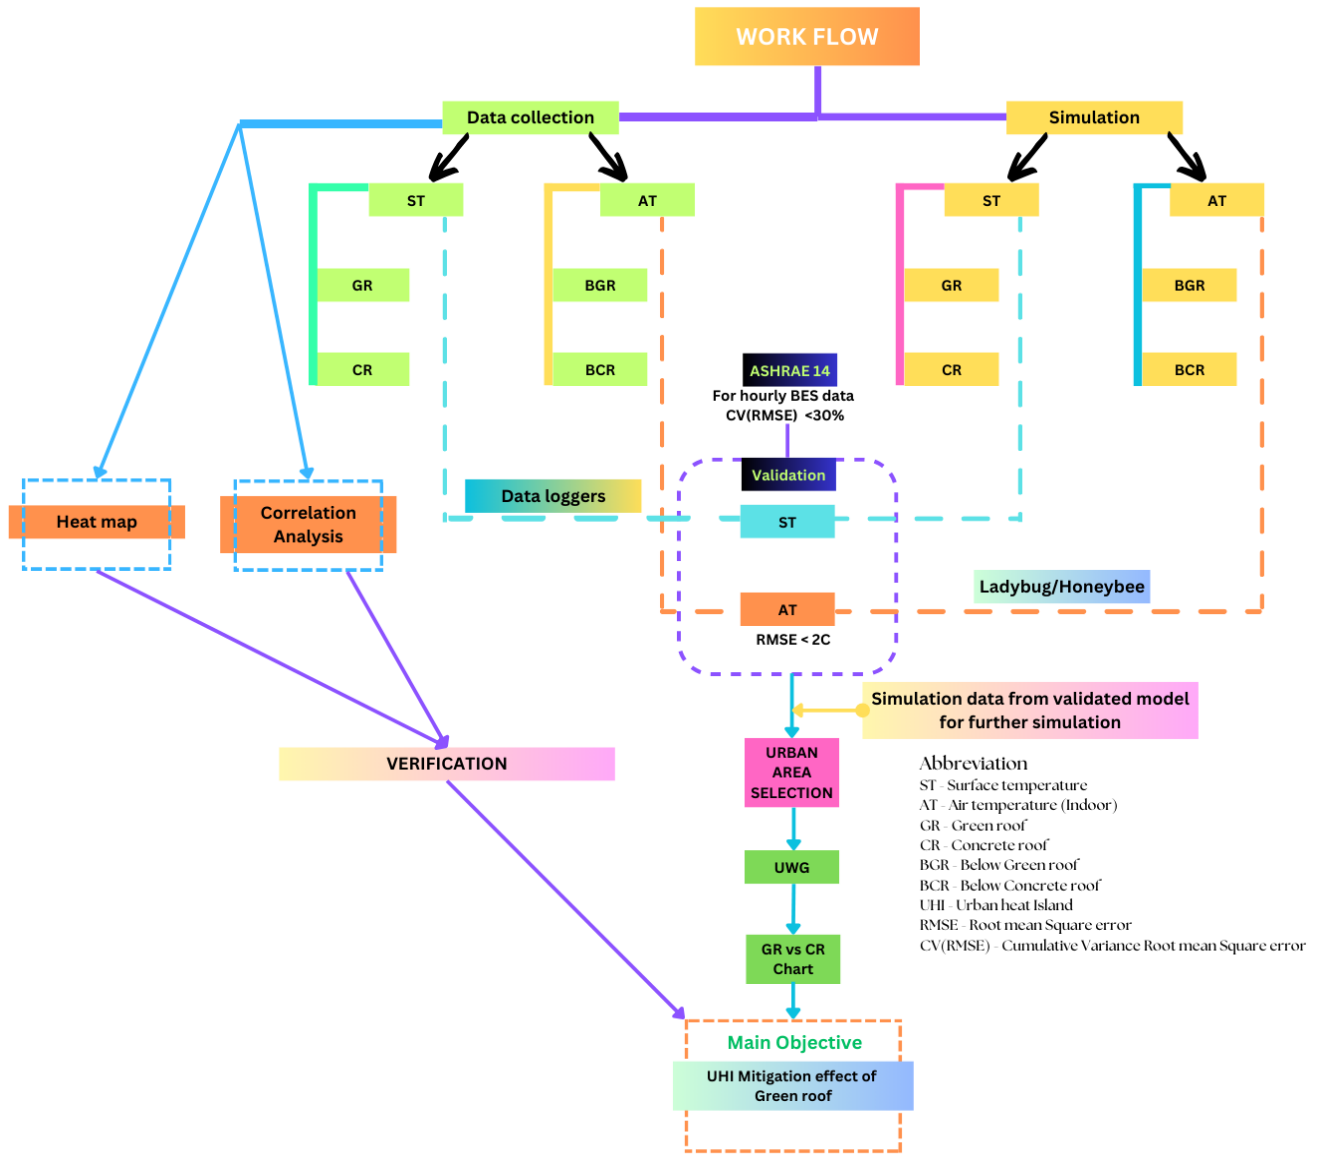 WORK FLOW
Data collection
Simulation
ST
AT
ST
AT
GR
BGR
GR
BGR
CR
BCR
CR
BCR
ASHRAE 14
For hourly BES data
CV(RMSE) <30%
Validation
Data loggers
ST
Heat map
Correlation
Analysis
Ladybug/Honeybee
AT
RMSE < 2C
Simulation data from validated model
for further simulation
VERIFICATION
URBAN
AREA
SELECTION
UWG
GR vs CR
Chart
Abbreviation
ST - Surface temperature
AT - Air temperature (Indoor)
GR - Green roof
CR - Concrete roof
BGR - Below Green roof
BCR - Below Concrete roof
UHI - Urban heat Island
RMSE - Root mean Square error
CV(RMSE) - Cumulative Variance Root mean Square error
Main Objective
UHI Mitigation effect of
Green roof